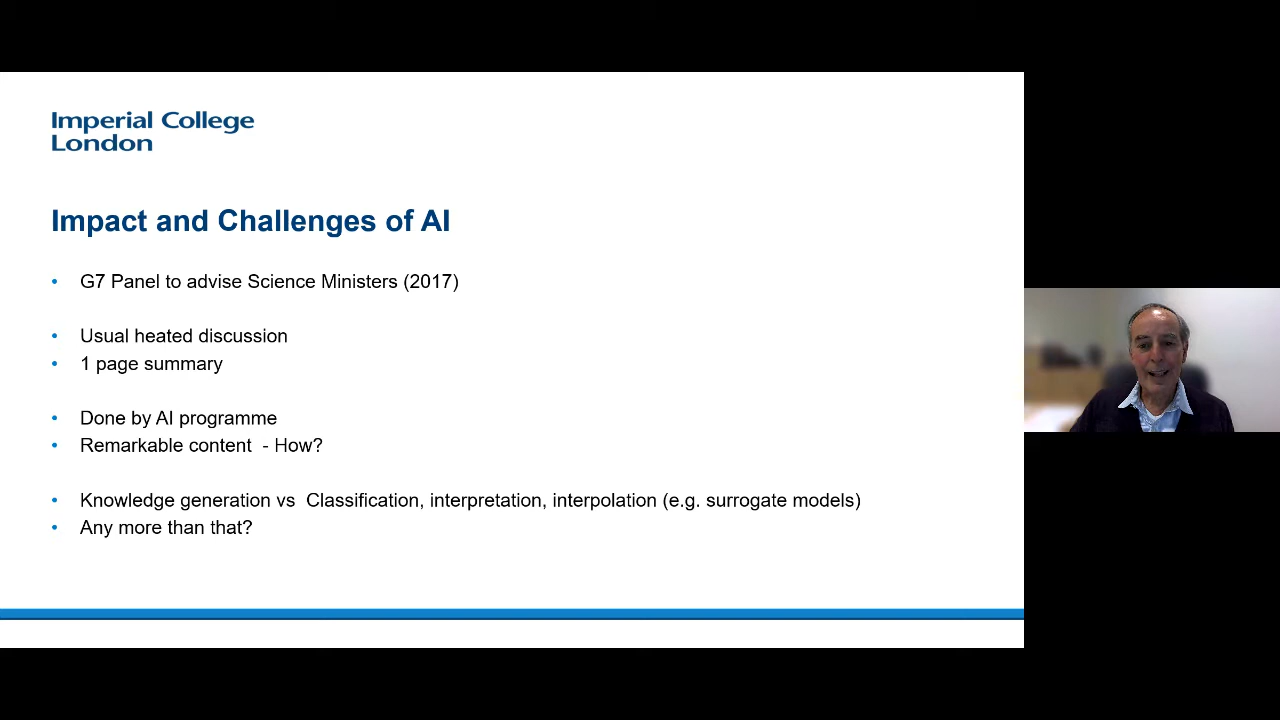 Imperial College
London
Impact and Challenges of AI
• G7 Panel to advise Science Ministers (2017)
• Usual heated discussion
• 1 page summary
• Done by AI programme
• Remarkable content  - How?
• Knowledge generation vs  Classification, interpretation, interpolation (e.g. surrogate models)
• Any more than that?